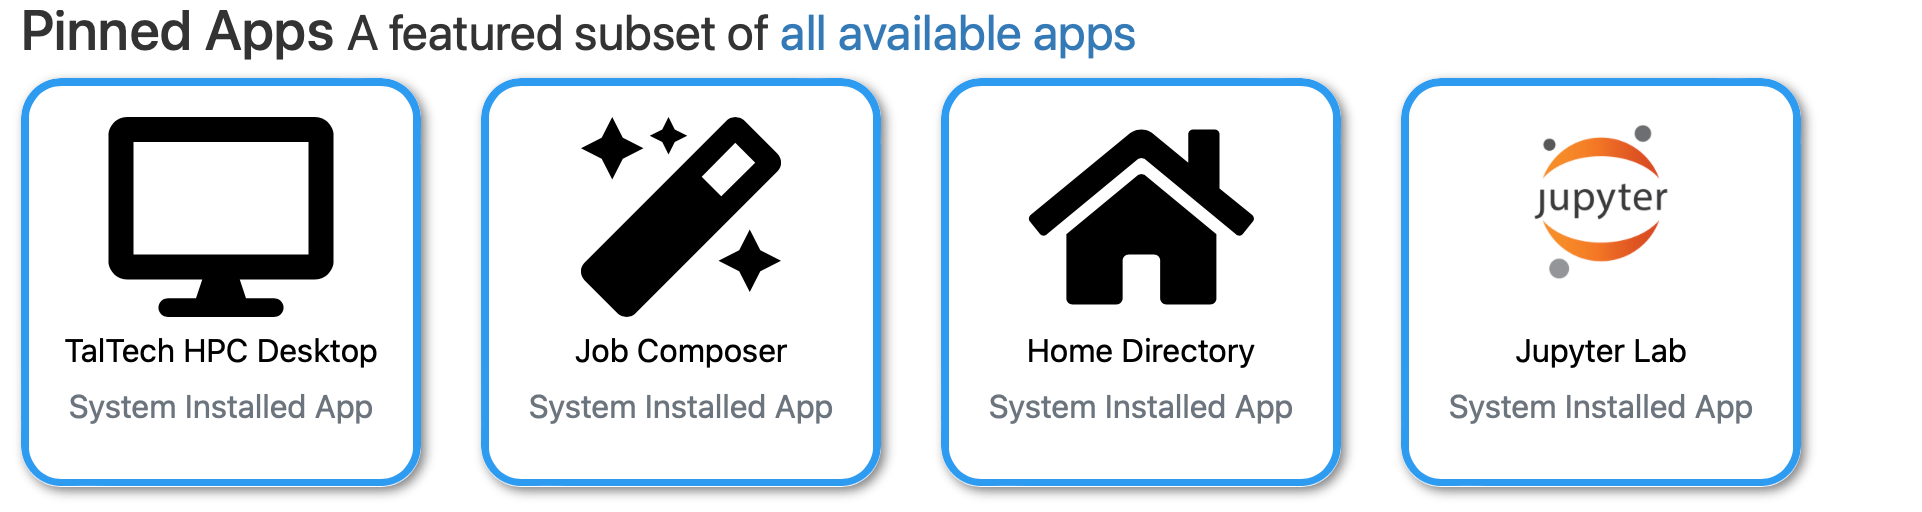 Pinned Apps A featured subset of all available apps
jupyter
TalTech HPC Desktop
System Installed App
Job Composer
System Installed App
Home Directory
System Installed App
Jupyter Lab
System Installed App